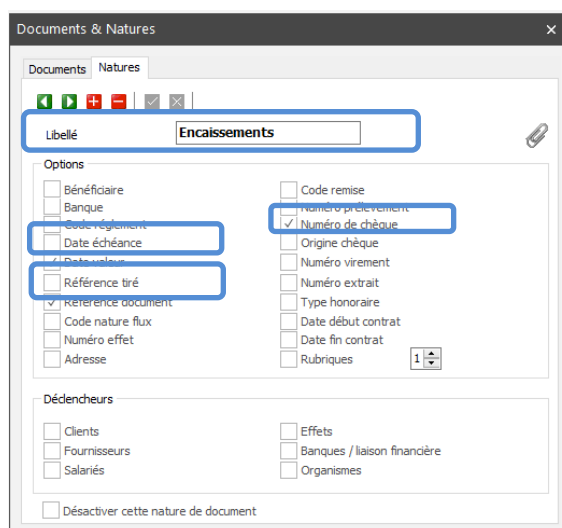 Documents & Natures
Documents Natures
Libellé Encaissements
Options
Bénéficiaire Code remise
Banque Numéro prélèvement
Code règlement Numéro de chèque
Date échéance Origine chèque
Date valeur Numéro virement
Référence tiré Numéro extrait
Référence document Type honoraire
Code nature flux Date début contrat
Numéro effet Date fin contrat
Adresse Rubriques 1
Déclencheurs
Clients Effets
Fournisseurs Banques / liaison financière
Salariés Organismes
Désactiver cette nature de document